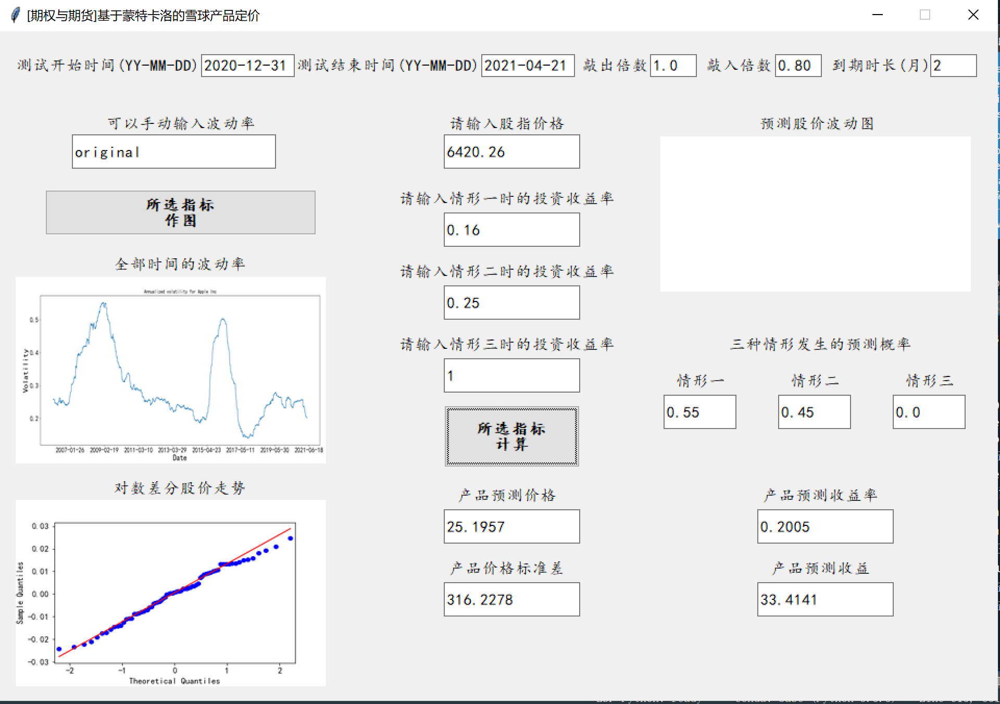 [期权与期货]基于蒙特卡洛的雪球产品定价
测试开始时间(YY-MM-DD) 2020-12-31 测试结束时间(YY-MM-DD) 2021-04-21 敲出倍数 1.0 敲入倍数 0.80 到期时长(月) 2
可以手动输入波动率
original
所选指标
作图
全部时间的波动率
Annualized volatility for Apple Inc
0.5
0.4
0.3
0.2
Volatility
2007-01-26 2009-02-19 2011-03-10 2013-03-29 2015-04-23 2017-05-11 2019-05-30 2021-06-18
Date
对数差分股价走势
0.03
0.02
0.01
0.00
-0.01
-0.02
-0.03
Sample Quantiles
-2 -1 0 1 2
Theoretical Quantiles
请输入股指价格
6420.26
请输入情形一时的投资收益率
0.16
请输入情形二时的投资收益率
0.25
请输入情形三时的投资收益率
1
所选指标
计算
产品预测价格
25.1957
产品价格标准差
316.2278
预测股价波动图
三种情形发生的预测概率
情形一 情形二 情形三
0.55 0.45 0.0
产品预测收益率
0.2005
产品预测收益
33.4141